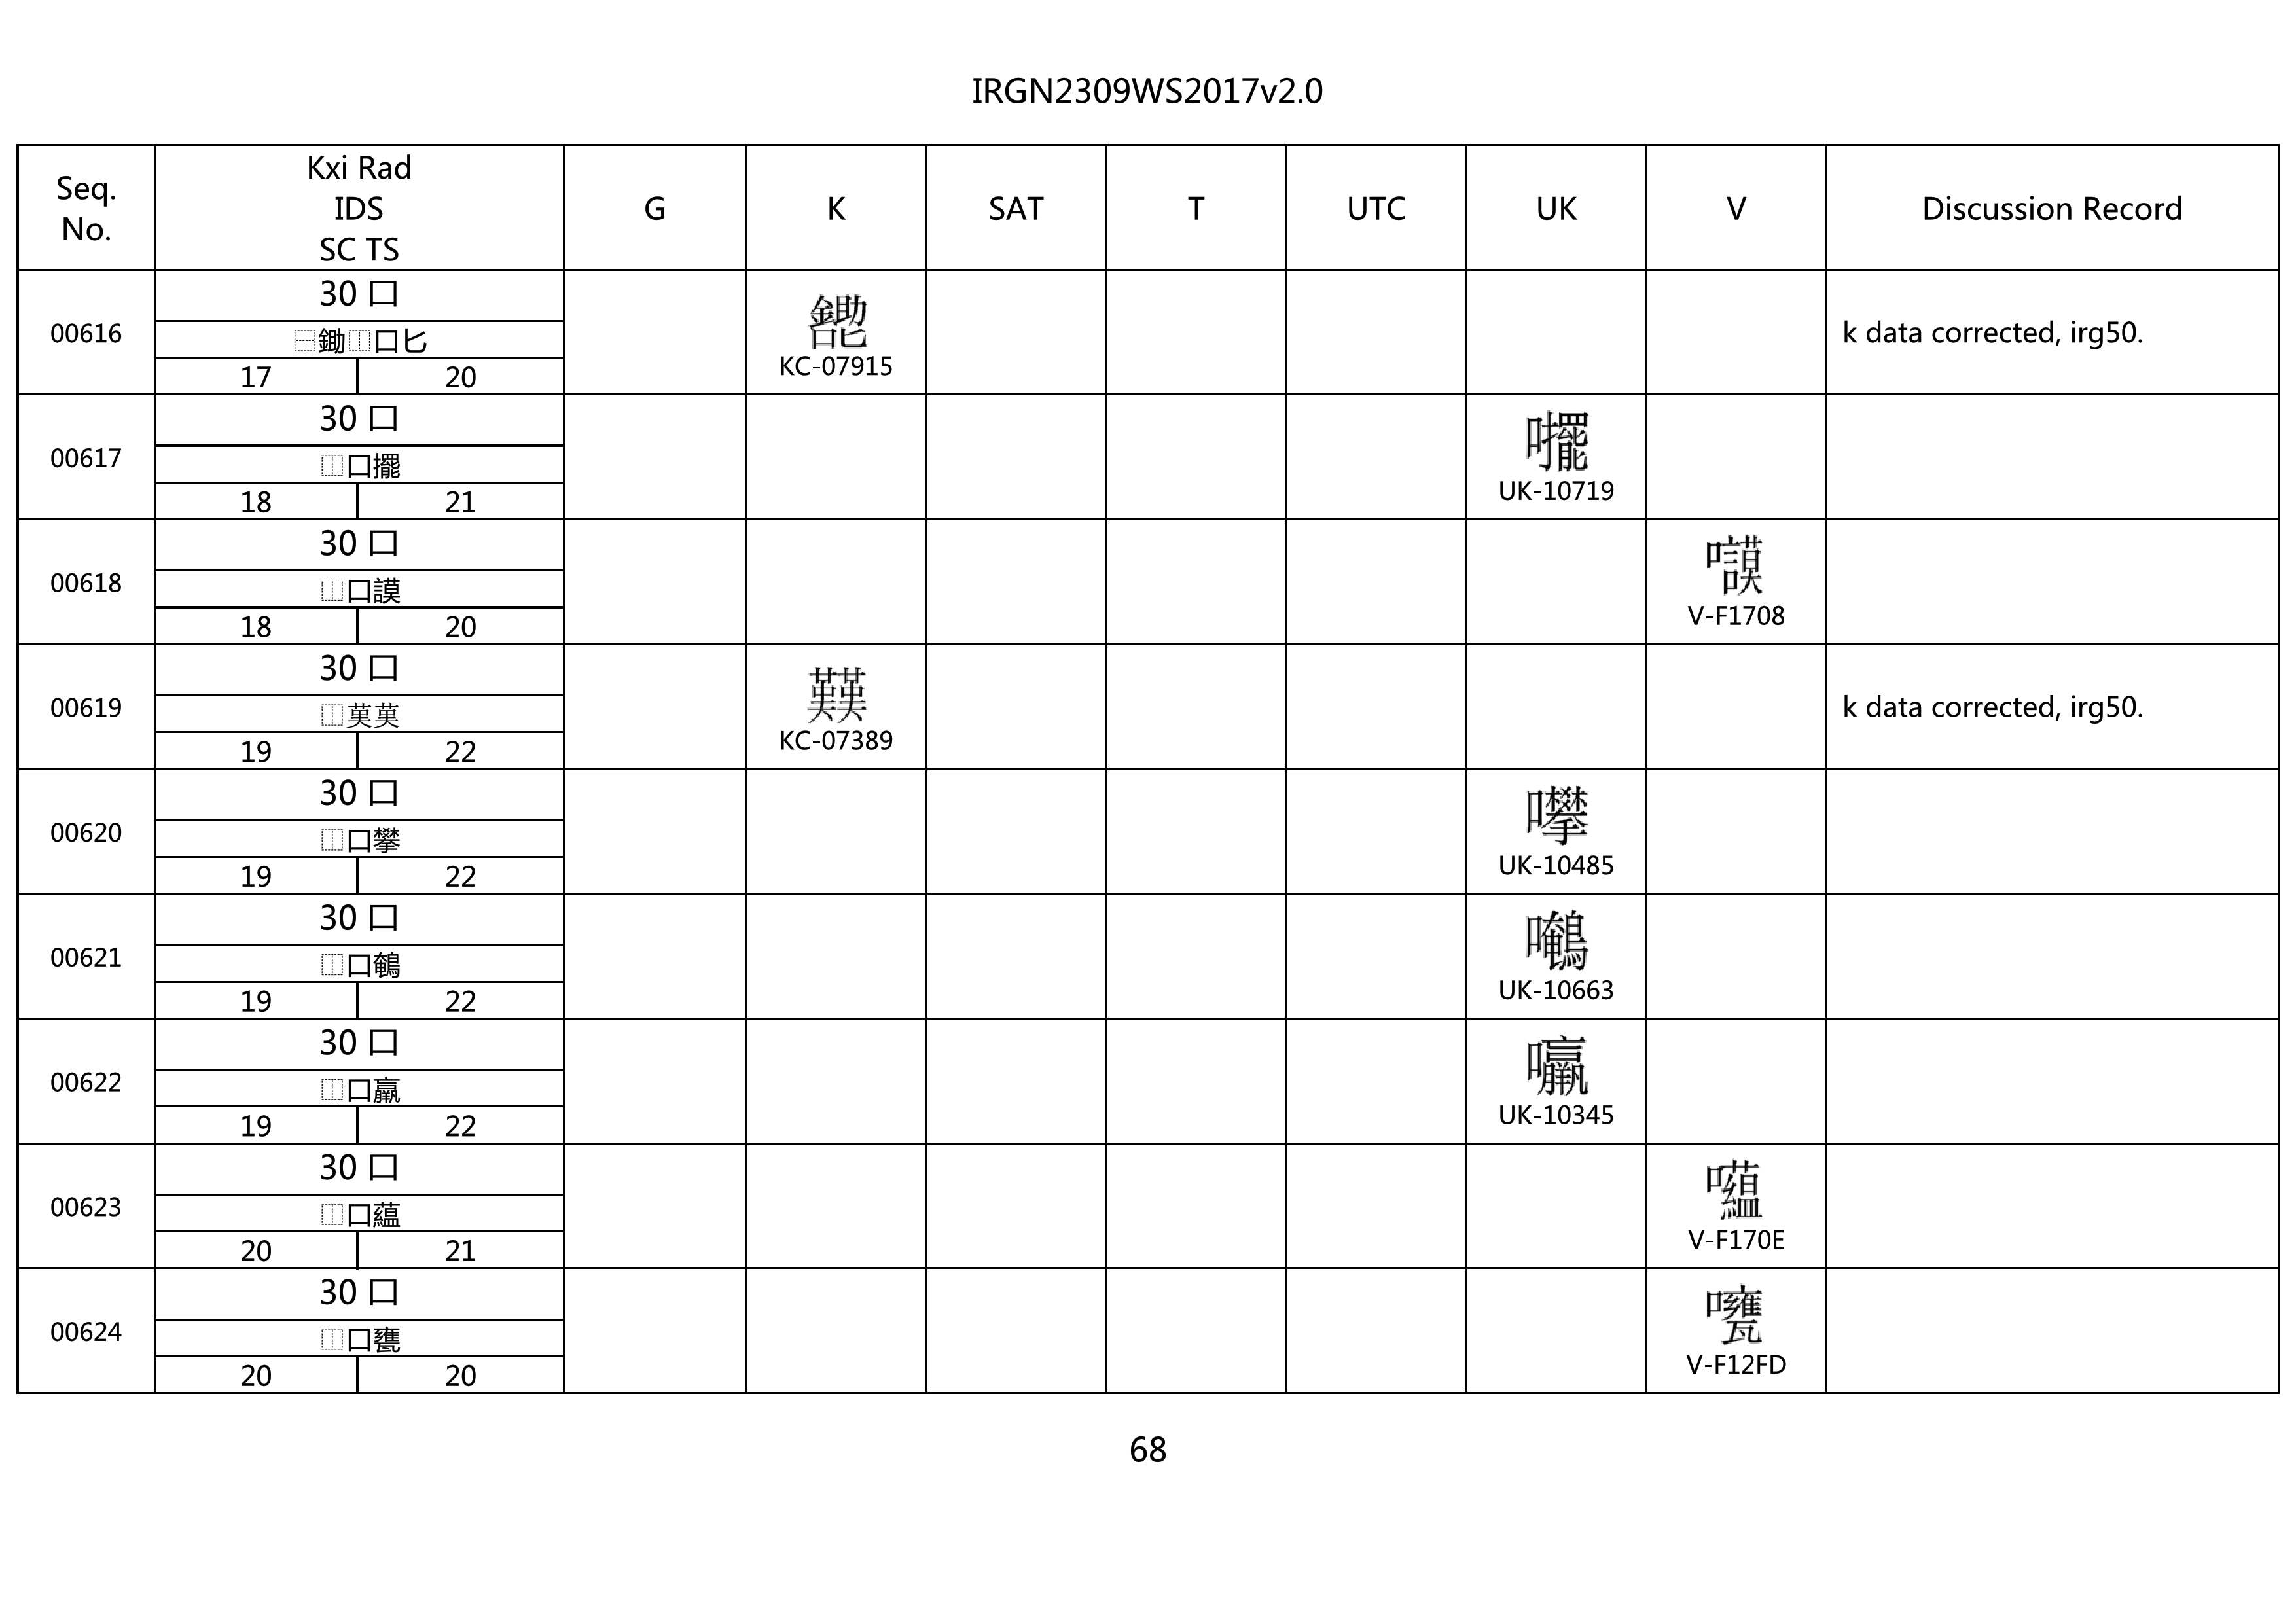 IRGN2309WS2017v2.0
Seq. No.
Kxi Rad IDS SC TS
G K SAT T UTC UK V Discussion Record
00616
30 口
⿱鋤⿰口匕
17 20
KC-07915
k data corrected, irg50.
00617
30 口
⿰口擺
18 21
UK-10719
00618
30 口
⿰口謨
18 20
V-F1708
00619
30 口
⿰𦰩𦰩
19 22
KC-07389
k data corrected, irg50.
00620
30 口
⿰口攀
19 22
UK-10485
00621
30 口
⿰口鵪
19 22
UK-10663
00622
30 口
⿰口羸
19 22
UK-10345
00623
30 口
⿰口蘊
20 21
V-F170E
00624
30 口
⿰口甕
20 20
V-F12FD
68